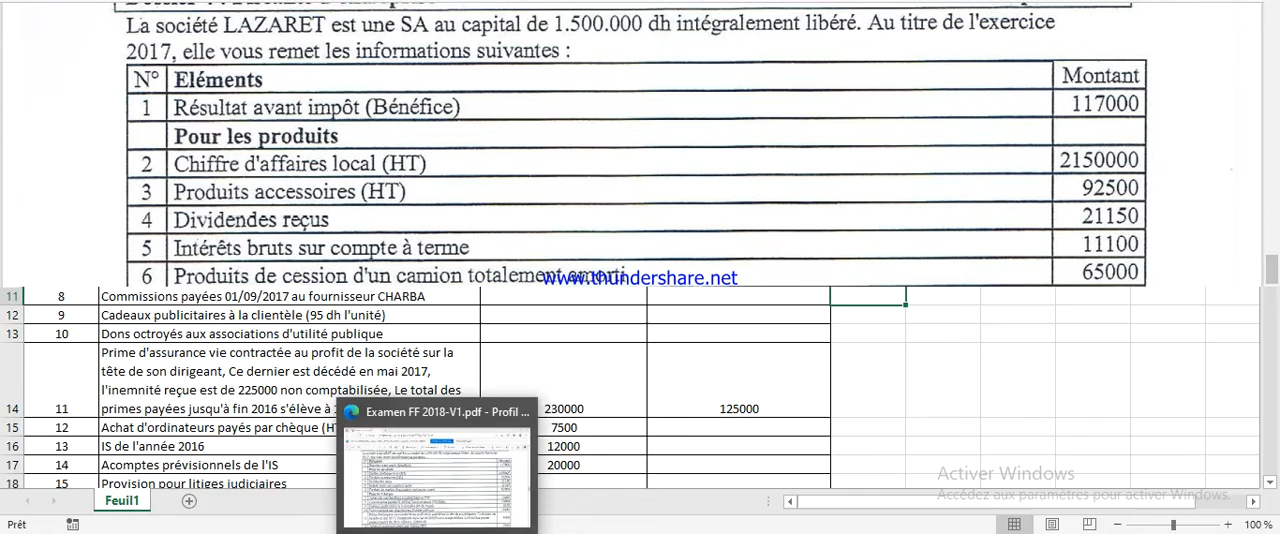 La société LAZARET est une SA au capital de 1.500.000 dh intégralement libéré. Au titre de l'exercice
2017, elle vous remet les informations suivantes :
N° Eléments Montant
1 Résultat avant impôt (Bénéfice) 117000
Pour les produits
2 Chiffre d'affaires local (HT) 2150000
3 Produits accessoires (HT) 92500
4 Dividendes reçus 21150
5 Intérêts bruts sur compte à terme 11100
6 Produits de cession d'un camion totalement amorti 65000
www.thundershare.net
11 8 Commissions payées 01/09/2017 au fournisseur CHARBA
12 9 Cadeaux publicitaires à la clientèle (95 dh l'unité)
13 10 Dons octroyés aux associations d'utilité publique
Prime d'assurance vie contractée au profit de la société sur la
tête de son dirigeant, Ce dernier est décédé en mai 2017,
l'inemnité reçue est de 225000 non comptabilisée, Le total des
14 11 primes payées jusqu'à fin 2016 s'élève à 230000 125000
15 12 Achat d'ordinateurs payés par chèque 7500
16 13 IS de l'année 2016 12000
17 14 Acomptes prévisionnels de l'IS 20000
18 15 Provision pour litiges judiciaires
Examen FF 2018-V1.pdf - Profil ...
Activer Windows
Accédez aux paramètres pour activer Windows.
Feuil1
Prêt
100 %